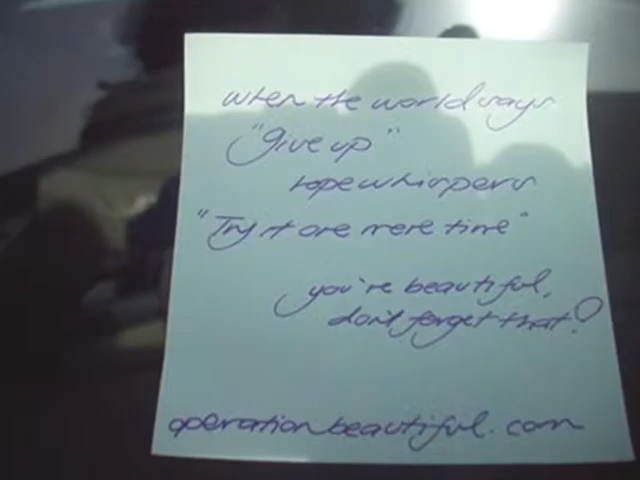 when the world says
"give up"
hope whispers
"Try it one more time"
you're beautiful,
don't forget that!
operationbeautiful.com